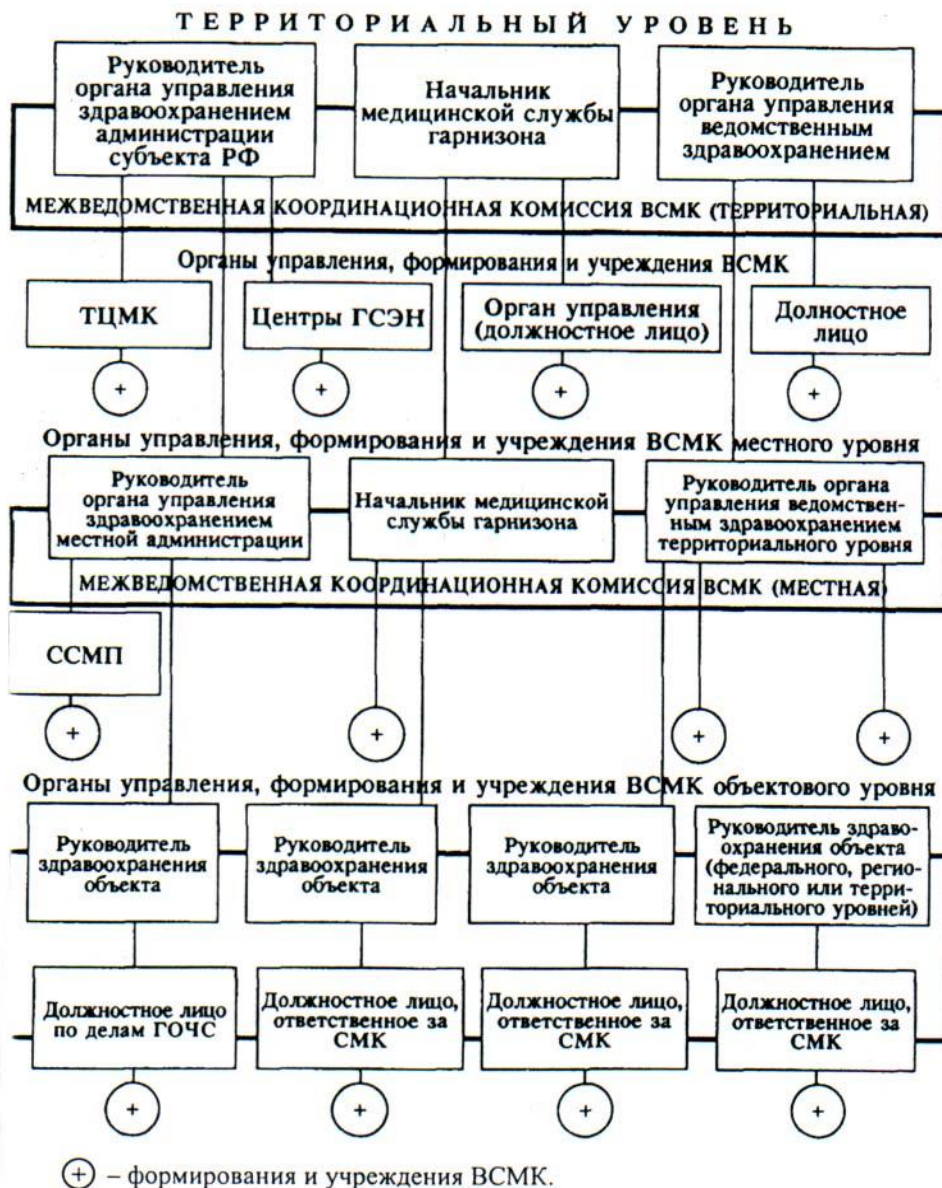 ТЕРРИТОРИАЛЬНЫЙ УРОВЕНЬ
Руководитель
органа управления
здравоохранением
администрации
субъекта РФ
Начальник
медицинской службы
гарнизона
Руководитель
органа управления
ведомственным
здравоохранением
МЕЖВЕДОМСТВЕННАЯ КООРДИНАЦИОННАЯ КОМИССИЯ ВСМК (ТЕРРИТОРИАЛЬНАЯ)
Органы управления, формирования и учреждения ВСМК
ТЦМК
Центры ГСЭН
Орган управления
(должностное лицо)
Долностное
лицо
+
+
+
+
Органы управления, формирования и учреждения ВСМК местного уровня
Руководитель
органа управления
здравоохранением
местной администрации
Начальник медицинской
службы гарнизона
Руководитель органа
управления ведомствен-
ным здравоохранением
территориального уровня
МЕЖВЕДОМСТВЕННАЯ КООРДИНАЦИОННАЯ КОМИССИЯ ВСМК (МЕСТНАЯ)
ССМП
+
+
+
+
Органы управления, формирования и учреждения ВСМК объектового уровня
Руководитель
здравоохранения
объекта
Руководитель
здравоохранения
объекта
Руководитель
здравоохранения
объекта
Руководитель здраво-
охранения объекта
(федерального, регио-
нального или терри-
ториального уровней)
Должностное лицо
по делам ГОЧС
Должностное лицо,
ответственное за
СМК
Должностное лицо,
ответственное за
СМК
Должностное лицо,
ответственное за
СМК
+
+
+
+
+ – формирования и учреждения ВСМК.